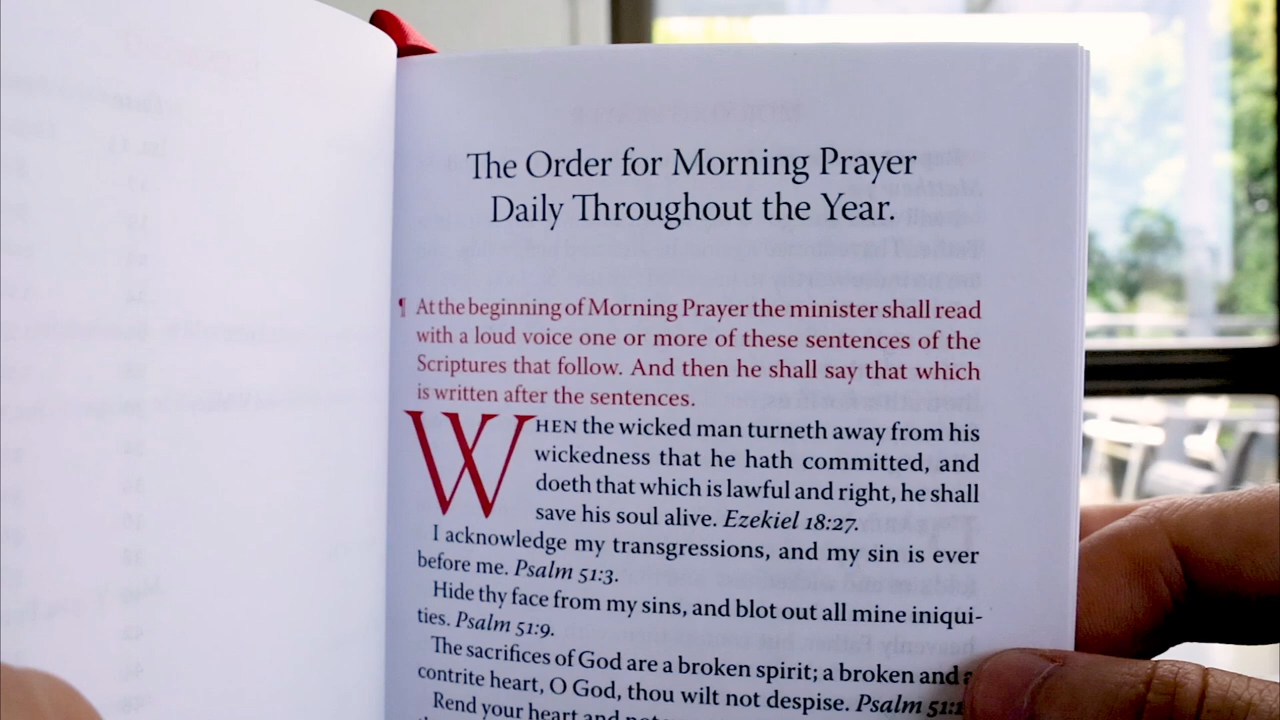 The Order for Morning Prayer
Daily Throughout the Year.
¶ At the beginning of Morning Prayer the minister shall read
with a loud voice one or more of these sentences of the
Scriptures that follow. And then he shall say that which
is written after the sentences.
WHEN the wicked man turneth away from his
wickedness that he hath committed, and
doeth that which is lawful and right, he shall
save his soul alive. Ezekiel 18:27.
I acknowledge my transgressions, and my sin is ever
before me. Psalm 51:3.
Hide thy face from my sins, and blot out all mine iniqui-
ties. Psalm 51:9.
The sacrifices of God are a broken spirit; a broken and
contrite heart, O God, thou wilt not despise. Psalm
Rend your heart and